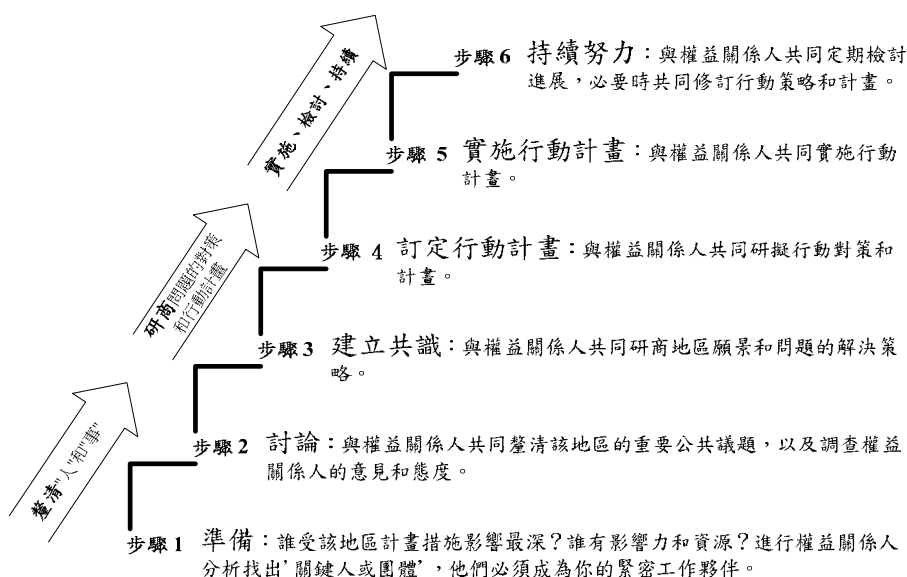 步驟 6 持續努力：與權益關係人共同定期檢討
進展，必要時共同修訂行動策略和計畫。
實施、檢討、持續
步驟 5 實施行動計畫：與權益關係人共同實施行動
計畫。
步驟 4 訂定行動計畫：與權益關係人共同研擬行動對策和
計畫。
研商問題的對策
和行動計畫
步驟 3 建立共識：與權益關係人共同研商地區願景和問題的解決策
略。
步驟 2 討論：與權益關係人共同釐清該地區的重要公共議題，以及調查權益
關係人的意見和態度。
釐清"人"和"事"
步驟 1 準備：誰受該地區計畫措施影響最深？誰有影響力和資源？進行權益關係人
分析找出'關鍵人或團體'，他們必須成為你的緊密工作夥伴。